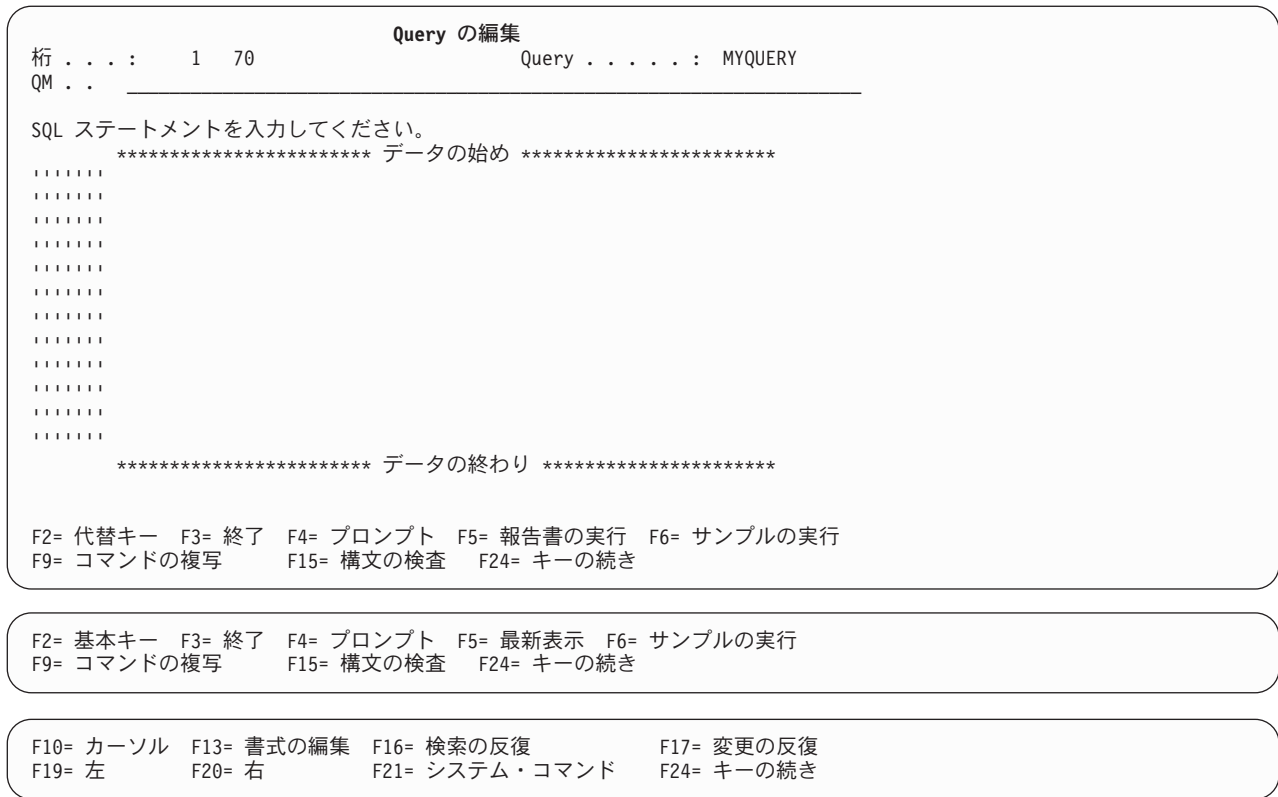 Query の編集
桁 . . . :     1   70                         Query . . . . . :  MYQUERY
QM . .  ______________________________________________________________________
SQL ステートメントを入力してください。
************************ データの始め ************************
'''''''
'''''''
'''''''
'''''''
'''''''
'''''''
'''''''
'''''''
'''''''
'''''''
'''''''
'''''''
************************ データの終わり **********************
F2= 代替キー  F3= 終了  F4= プロンプト  F5= 報告書の実行  F6= サンプルの実行
F9= コマンドの複写      F15= 構文の検査   F24= キーの続き
F2= 基本キー  F3= 終了  F4= プロンプト  F5= 最新表示  F6= サンプルの実行
F9= コマンドの複写      F15= 構文の検査   F24= キーの続き
F10= カーソル  F13= 書式の編集  F16= 検索の反復            F17= 変更の反復
F19= 左        F20= 右          F21= システム・コマンド    F24= キーの続き